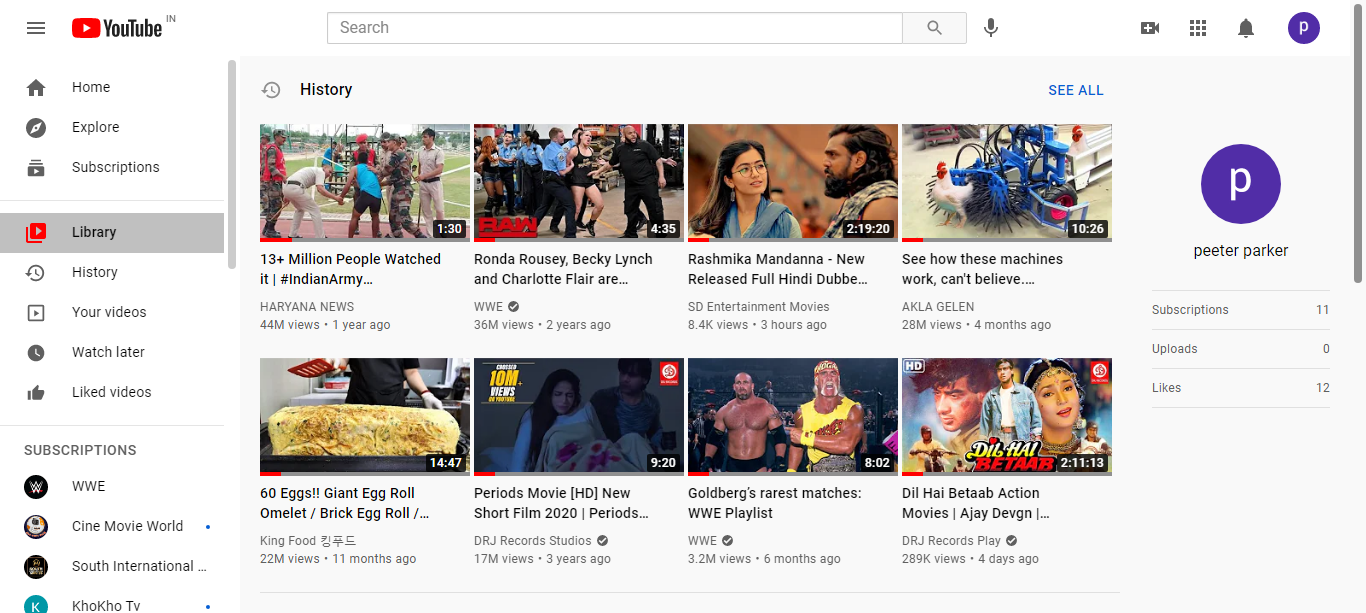 YouTube IN
Search
p
Home
Explore
Subscriptions
Library
History
Your videos
Watch later
Liked videos
SUBSCRIPTIONS
WWE
Cine Movie World
South International ...
K
KhoKho Tv
History
SEE ALL
1:30
RAW
4:35
2:19:20
10:26
13+ Million People Watched
it | #IndianArmy…
HARYANA NEWS
44M views • 1 year ago
Ronda Rousey, Becky Lynch
and Charlotte Flair are…
WWE
36M views • 2 years ago
Rashmika Mandanna - New
Released Full Hindi Dubbe…
SD Entertainment Movies
8.4K views • 3 hours ago
See how these machines
work, can't believe.…
AKLA GELEN
28M views • 4 months ago
14:47
CROSSED
10M+
VIEWS
ON YOUTUBE
9:20
8:02
HD
DIL HAI
BETAAB
2:11:13
60 Eggs!! Giant Egg Roll
Omelet / Brick Egg Roll /…
King Food 킹푸드
22M views • 11 months ago
Periods Movie [HD] New
Short Film 2020 | Periods…
DRJ Records Studios
17M views • 3 years ago
Goldberg’s rarest matches:
WWE Playlist
WWE
3.2M views • 6 months ago
Dil Hai Betaab Action
Movies | Ajay Devgn |…
DRJ Records Play
289K views • 4 days ago
p
peeter parker
Subscriptions 11
Uploads 0
Likes 12